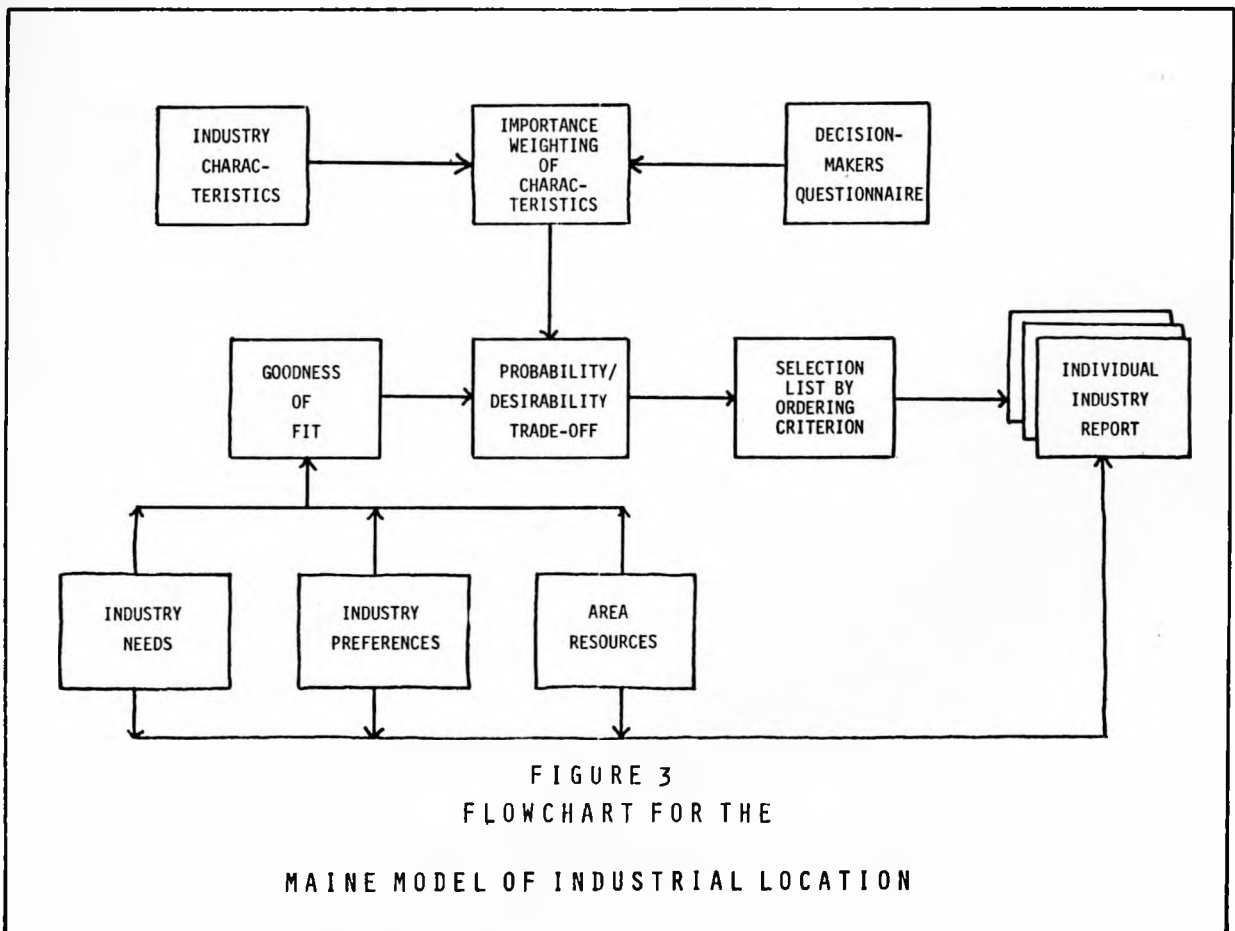 INDUSTRY
CHARAC-
TERISTICS
IMPORTANCE
WEIGHTING
OF
CHARAC-
TERISTICS
DECISION-
MAKERS
QUESTIONNAIRE
GOODNESS
OF
FIT
PROBABILITY/
DESIRABILITY
TRADE-OFF
SELECTION
LIST BY
ORDERING
CRITERION
INDIVIDUAL
INDUSTRY
REPORT
INDUSTRY
NEEDS
INDUSTRY
PREFERENCES
AREA
RESOURCES
FIGURE 3
FLOWCHART FOR THE
MAINE MODEL OF INDUSTRIAL LOCATION